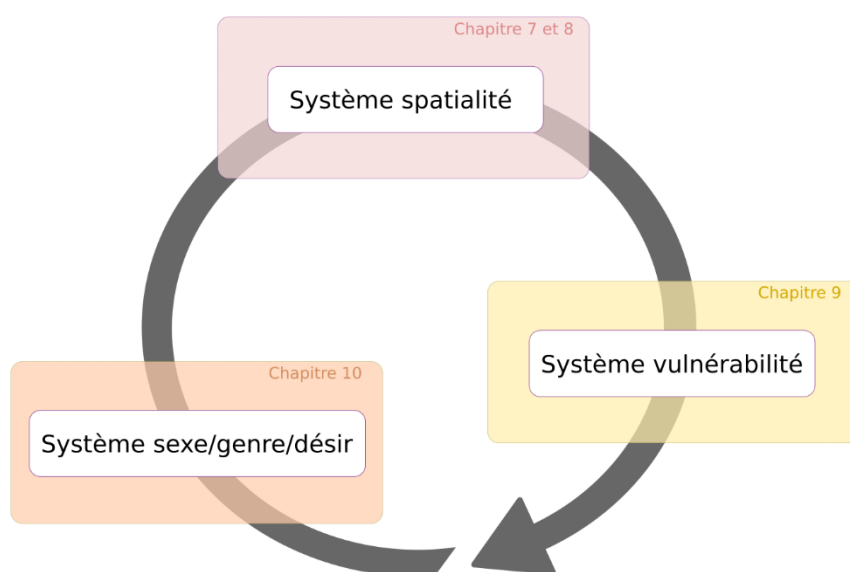 Chapitre 7 et 8
Système spatialité
Chapitre 9
Système vulnérabilité
Chapitre 10
Système sexe/genre/désir